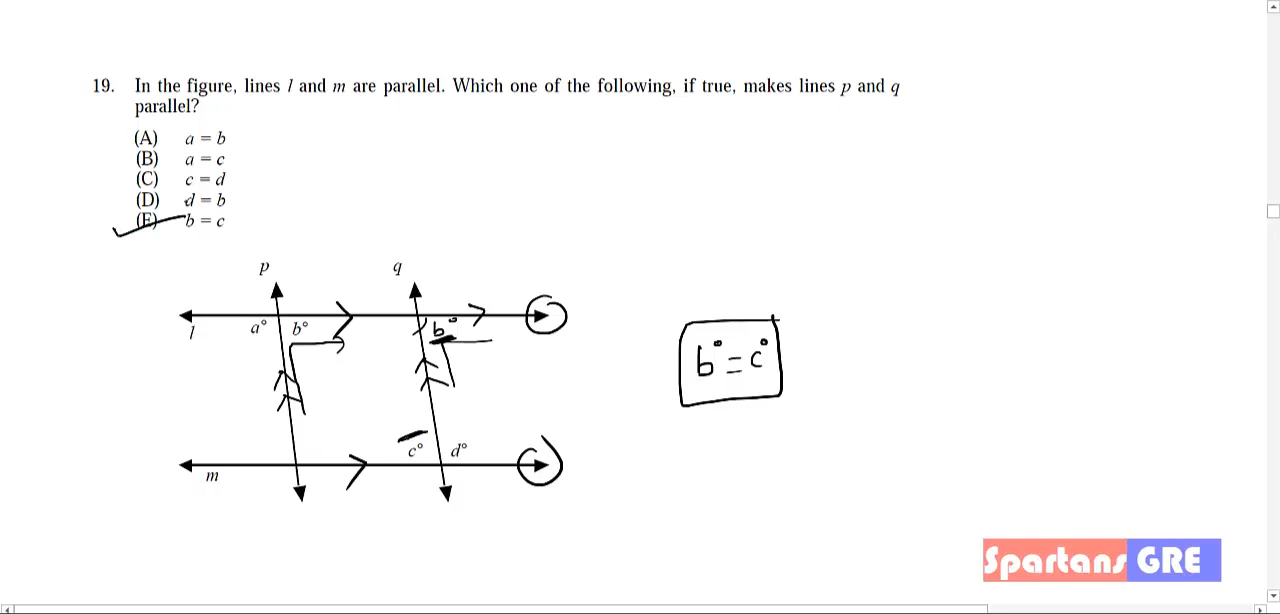 19. In the figure, lines l and m are parallel. Which one of the following, if true, makes lines p and q
parallel?
(A) a = b
(B) a = c
(C) c = d
(D) d = b
(E) b = c
p q
l a° b° b°
b° = c°
c° d°
m
Spartans GRE